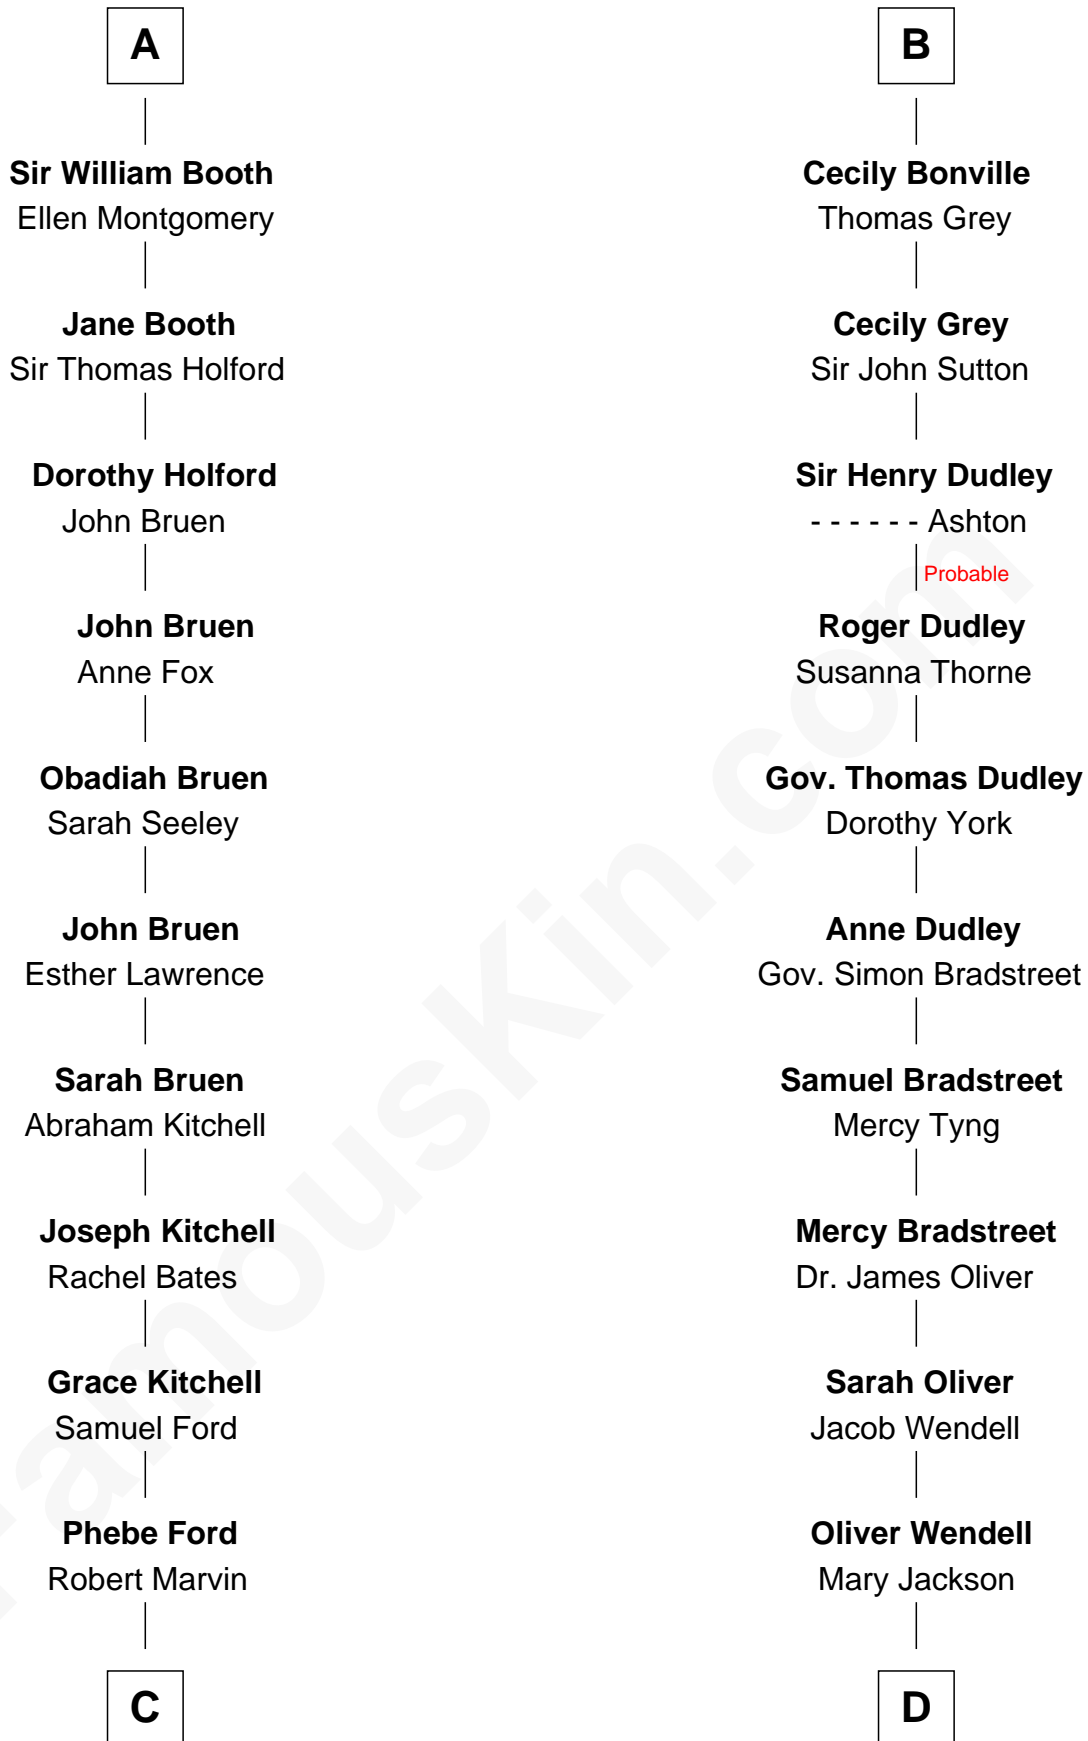 A
Sir William Booth
Ellen Montgomery
Jane Booth
Sir Thomas Holford
Dorothy Holford
John Bruen
John Bruen
Anne Fox
Obadiah Bruen
Sarah Seeley
John Bruen
Esther Lawrence
Sarah Bruen
Abraham Kitchell
Joseph Kitchell
Rachel Bates
Grace Kitchell
Samuel Ford
Phebe Ford
Robert Marvin
C
B
Cecily Bonville
Thomas Grey
Cecily Grey
Sir John Sutton
Sir Henry Dudley
- - - - - - Ashton
Probable
Roger Dudley
Susanna Thorne
Gov. Thomas Dudley
Dorothy York
Anne Dudley
Gov. Simon Bradstreet
Samuel Bradstreet
Mercy Tyng
Mercy Bradstreet
Dr. James Oliver
Sarah Oliver
Jacob Wendell
Oliver Wendell
Mary Jackson
D
FamousKin.com